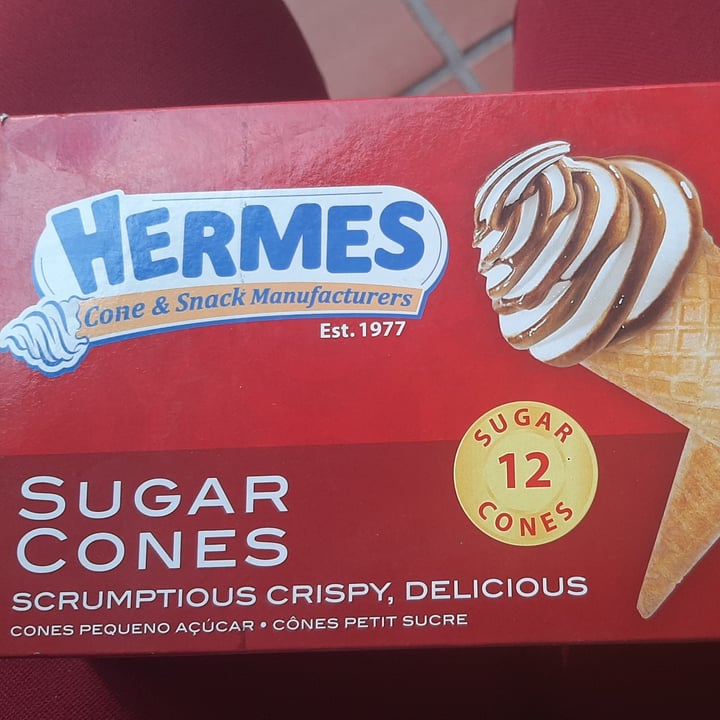 HERMES
Cone & Snack Manufacturers
Est. 1977
SUGAR
12
CONES
SUGAR
CONES
SCRUMPTIOUS CRISPY, DELICIOUS
CONES PEQUENO AÇÚCAR • CÔNES PETIT SUCRE